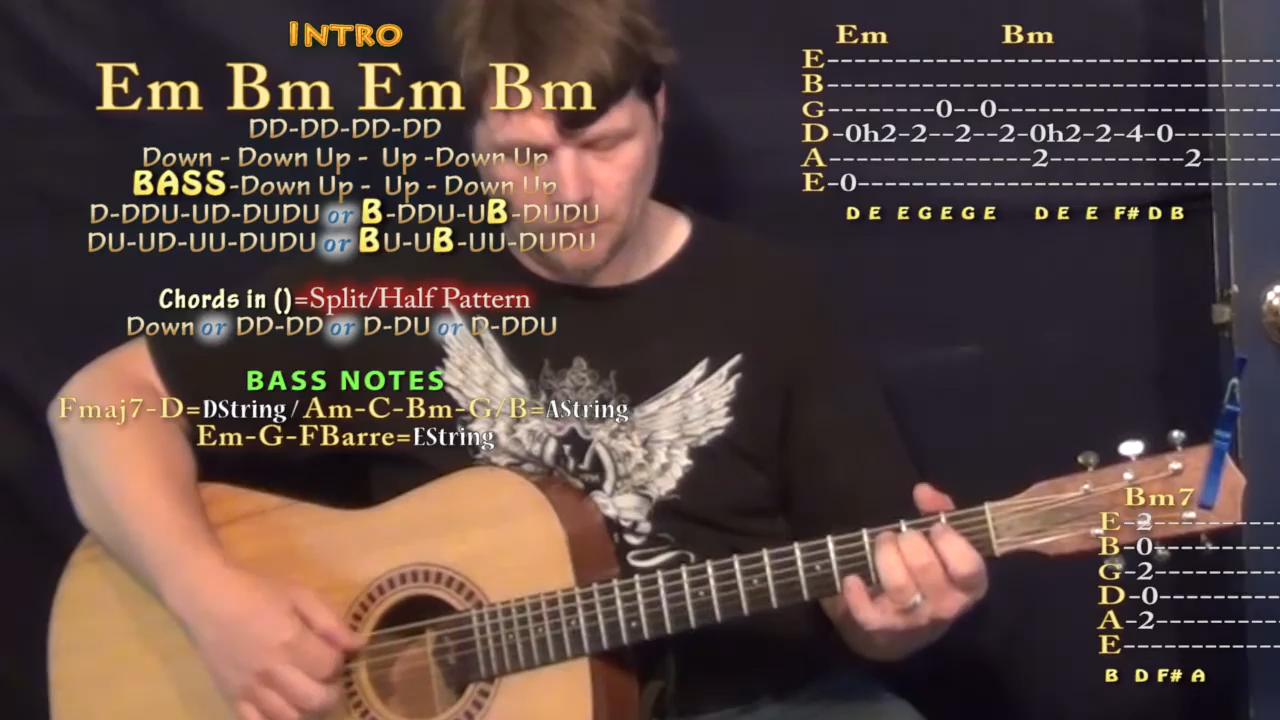 INTRO
Em Bm Em Bm
DD-DD-DD-DD
Down - Down Up - Up -Down Up
BASS-Down Up - Up - Down Up
D-DDU-UD-DUDU or B-DDU-UB-DUDU
DU-UD-UU-DUDU or BU-UB-UU-DUDU
Chords in ()=Split/Half Pattern
Down or DD-DD or D-DU or D-DDU
BASS NOTES
Fmaj7-D=DString / Am-C-Bm-G/B=AString
Em-G-FBarre=EString
Em Bm
E-----------------------------------
B-----------------------------------
G--------0--0-----------------------
D-0h2-2--2--2-0h2-2-4-0--------
A---------------2----------2------
E-0---------------------------------
D E E G E G E D E E F# D B
Bm7
E-2---------
B-0---------
G-2---------
D-0---------
A-2---------
E-----------
B D F# A